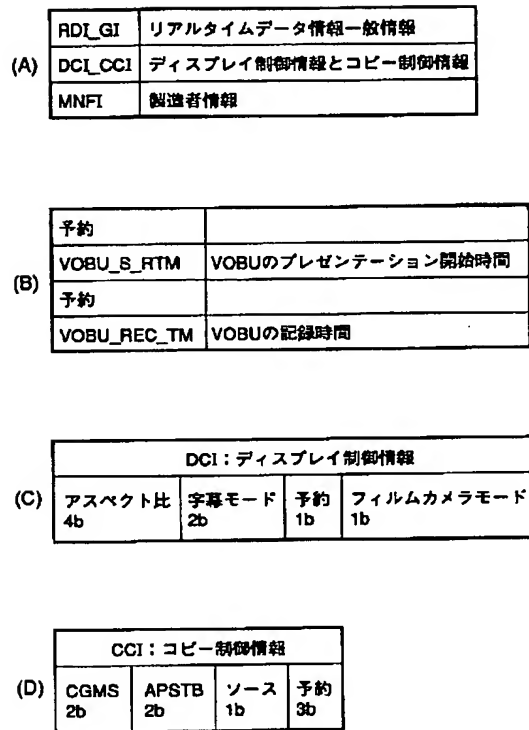 (A)
RDI_GI リアルタイムデータ情報一般情報
DCI_CCI ディスプレイ制御情報とコピー制御情報
MNFI 製造者情報
(B)
予約
VOBU_S_RTM VOBUのプレゼンテーション開始時間
予約
VOBU_REC_TM VOBUの記録時間
(C)
DCI：ディスプレイ制御情報
アスペクト比 字幕モード 予約 フィルムカメラモード
4b 2b 1b 1b
(D)
CCI：コピー制御情報
CGMS APSTB ソース 予約
2b 2b 1b 3b